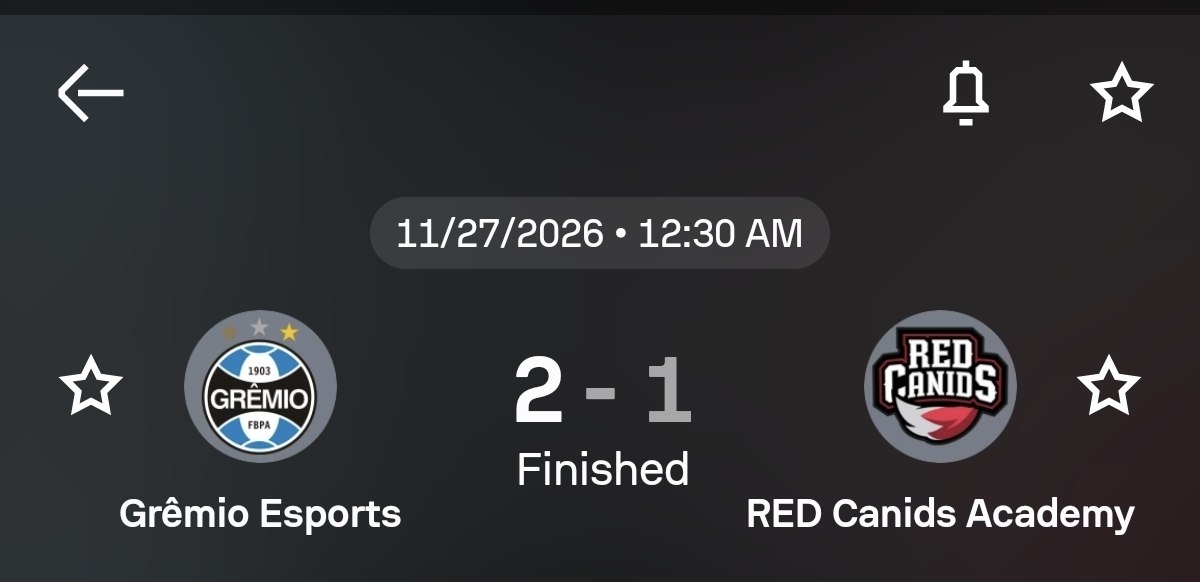 11/27/2026 • 12:30 AM
1903
GRÊMIO
FBPA
2 - 1
Finished
RED
CANIDS
Grêmio Esports
RED Canids Academy